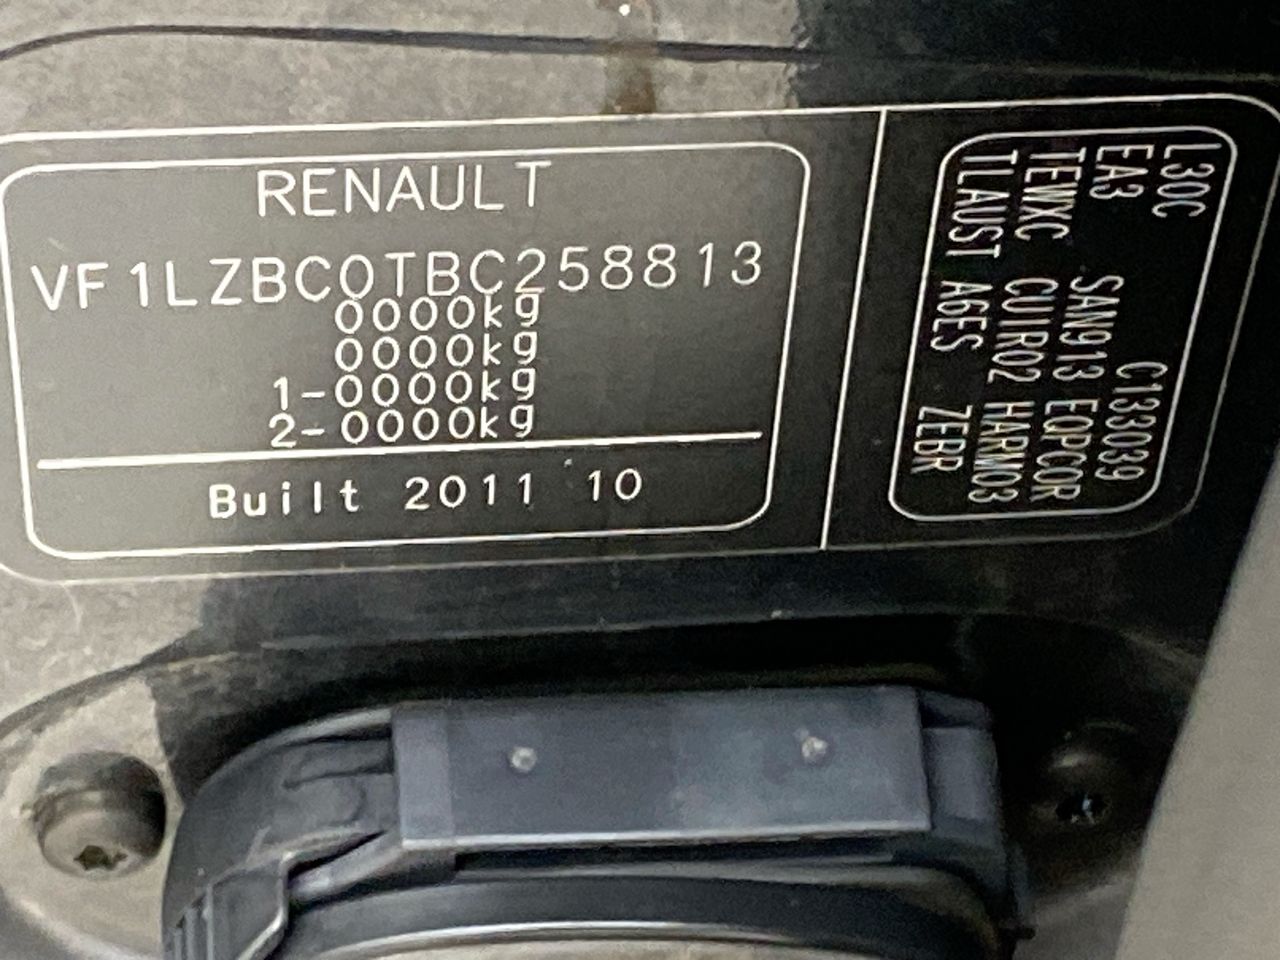 RENAULT
VF1LZBC0TBC258813
0000kg
0000kg
1-0000kg
2-0000kg
Built 2011 10
L30C C133039
EA3 SAN913 EQPCOR
TEWXC CUIR02 HARM03
TLAUST A6ES ZEBR